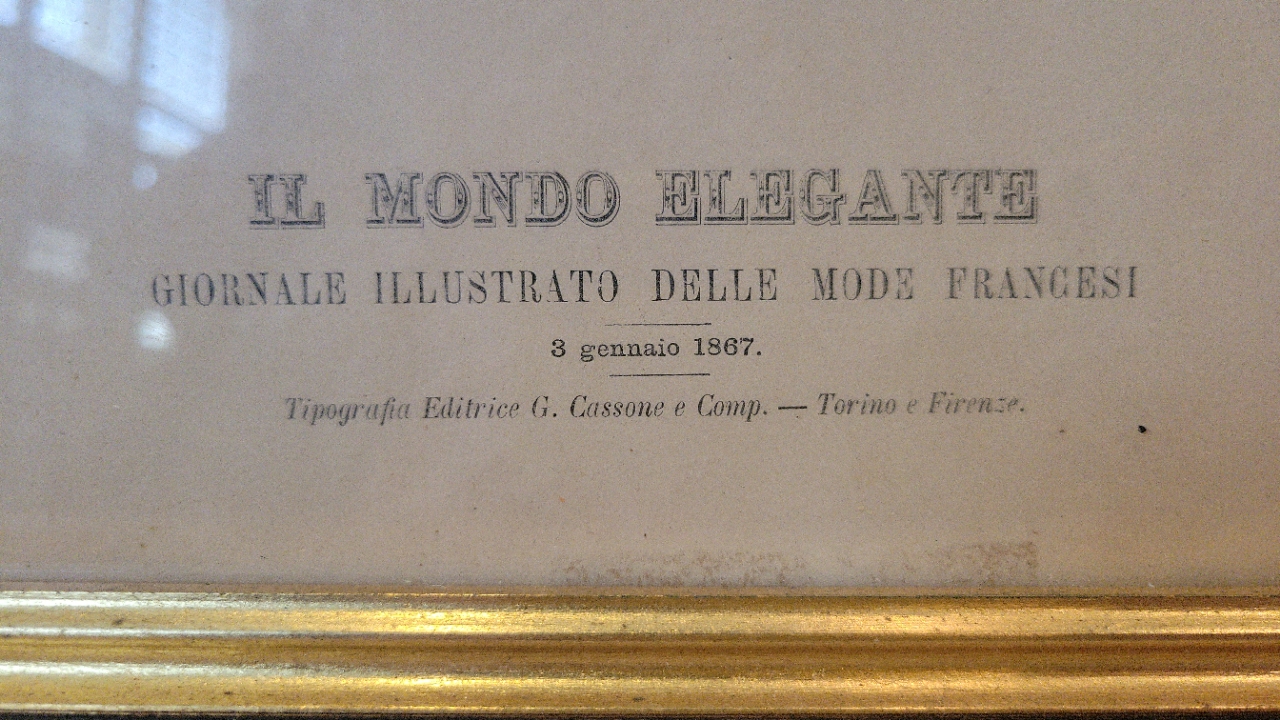 IL MONDO ELEGANTE
GIORNALE ILLUSTRATO DELLE MODE FRANCESI
3 gennaio 1867.
Tipografia Editrice G. Cassone e Comp. — Torino e Firenze.